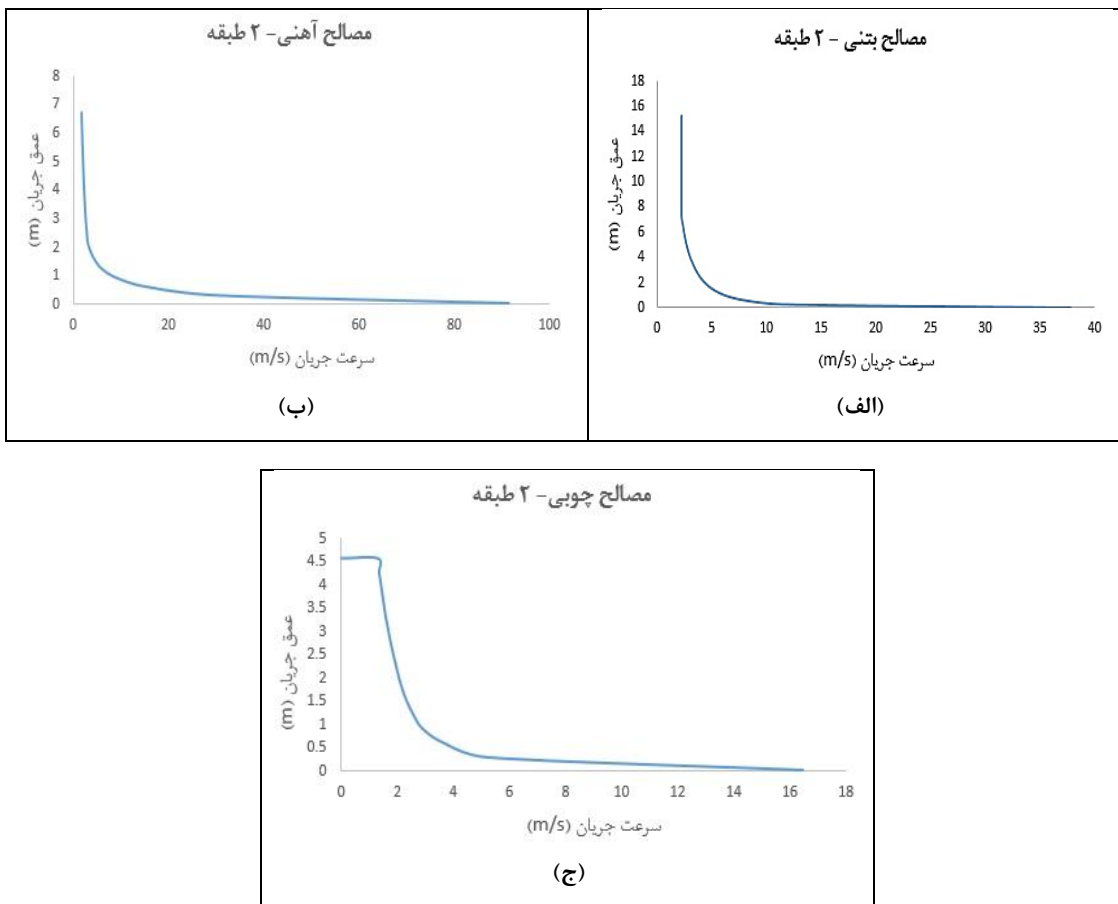 مصالح بتنی - ۲ طبقه
18
16
14
12
10
8
6
4
2
0
عمق جریان (m)
0 5 10 15 20 25 30 35 40
سرعت جریان (m/s)
(الف)
مصالح آهنی- ۲ طبقه
8
7
6
5
4
3
2
1
0
عمق جریان (m)
0 20 40 60 80 100
سرعت جریان (m/s)
(ب)
مصالح چوبی- ۲ طبقه
5
4.5
4
3.5
3
2.5
2
1.5
1
0.5
0
عمق جریان (m)
0 2 4 6 8 10 12 14 16 18
سرعت جریان (m/s)
(ج)